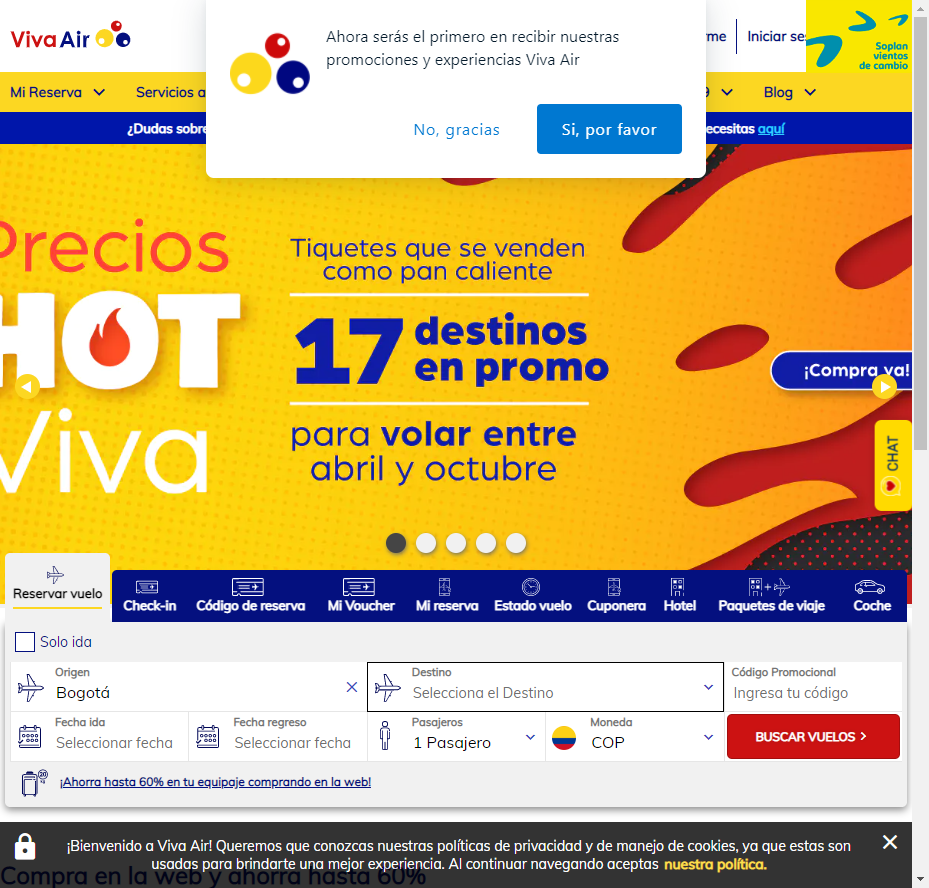 Viva Air
Ahora serás el primero en recibir nuestras
promociones y experiencias Viva Air
No, gracias
Si, por favor
me
Iniciar se
Soplan
vientos
de cambio
Mi Reserva
Servicios a
9
Blog
¿Dudas sobre
ecesitas aquí
Precios
HOT
Viva
Tiquetes que se venden
como pan caliente
17 destinos
en promo
para volar entre
abril y octubre
¡Compra ya!
CHAT
Reservar vuelo
Check-in
Código de reserva
Mi Voucher
Mi reserva
Estado vuelo
Cuponera
Hotel
Paquetes de viaje
Coche
Solo ida
Origen
Bogotá
Destino
Selecciona el Destino
Código Promocional
Ingresa tu código
Fecha ida
Seleccionar fecha
Fecha regreso
Seleccionar fecha
Pasajeros
1 Pasajero
Moneda
COP
BUSCAR VUELOS
20
KG
¡Ahorra hasta 60% en tu equipaje comprando en la web!
¡Bienvenido a Viva Air! Queremos que conozcas nuestras políticas de privacidad y de manejo de cookies, ya que estas son
usadas para brindarte una mejor experiencia. Al continuar navegando aceptas nuestra política.
Compra en la web y ahorra hasta 60%